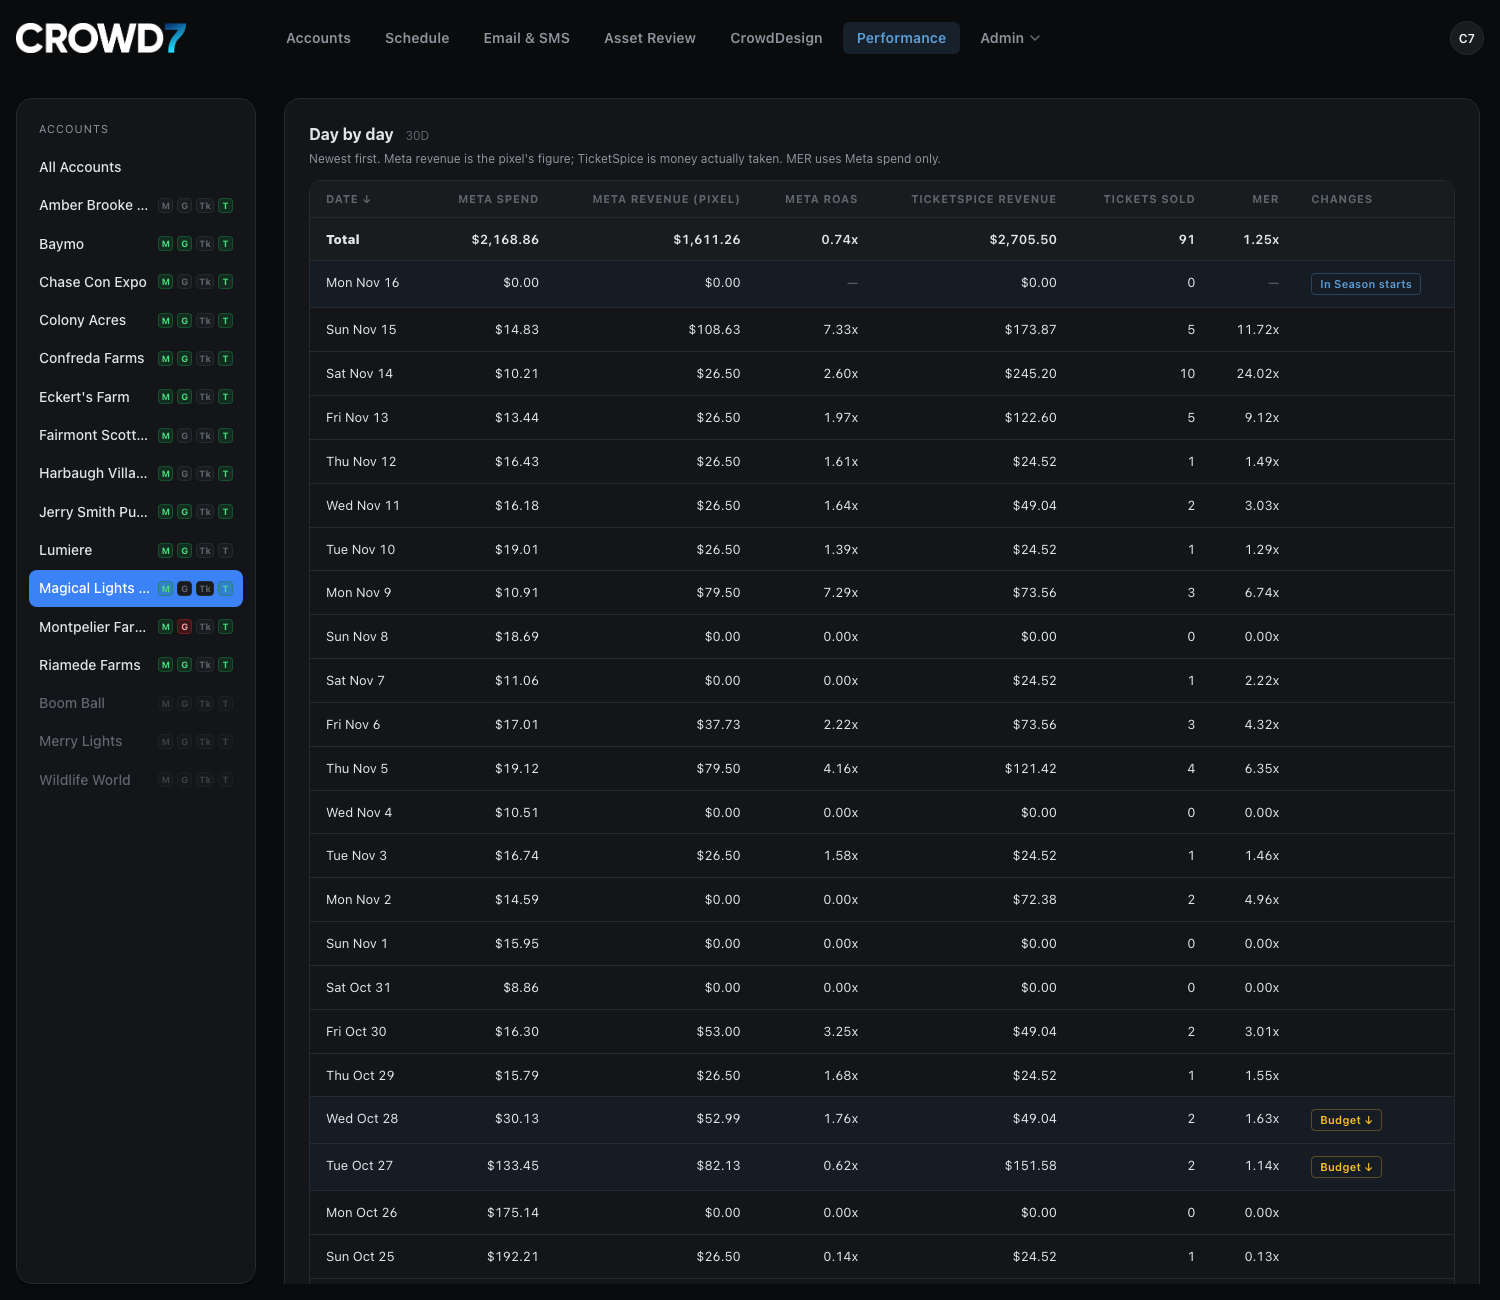 CROWD7
Accounts Schedule Email & SMS Asset Review CrowdDesign Performance Admin C7
ACCOUNTS
All Accounts
Amber Brooke ... M G Tk T
Baymo M G Tk T
Chase Con Expo M G Tk T
Colony Acres M G Tk T
Confreda Farms M G Tk T
Eckert's Farm M G Tk T
Fairmont Scott... M G Tk T
Harbaugh Villa... M G Tk T
Jerry Smith Pu... M G Tk T
Lumiere M G Tk T
Magical Lights ... M G Tk T
Montpelier Far... M G Tk T
Riamede Farms M G Tk T
Boom Ball M G Tk T
Merry Lights M G Tk T
Wildlife World M G Tk T
Day by day 30D
Newest first. Meta revenue is the pixel's figure; TicketSpice is money actually taken. MER uses Meta spend only.
DATE ↓ META SPEND META REVENUE (PIXEL) META ROAS TICKETSPICE REVENUE TICKETS SOLD MER CHANGES
Total $2,168.86 $1,611.26 0.74x $2,705.50 91 1.25x
Mon Nov 16 $0.00 $0.00 — $0.00 0 — In Season starts
Sun Nov 15 $14.83 $108.63 7.33x $173.87 5 11.72x
Sat Nov 14 $10.21 $26.50 2.60x $245.20 10 24.02x
Fri Nov 13 $13.44 $26.50 1.97x $122.60 5 9.12x
Thu Nov 12 $16.43 $26.50 1.61x $24.52 1 1.49x
Wed Nov 11 $16.18 $26.50 1.64x $49.04 2 3.03x
Tue Nov 10 $19.01 $26.50 1.39x $24.52 1 1.29x
Mon Nov 9 $10.91 $79.50 7.29x $73.56 3 6.74x
Sun Nov 8 $18.69 $0.00 0.00x $0.00 0 0.00x
Sat Nov 7 $11.06 $0.00 0.00x $24.52 1 2.22x
Fri Nov 6 $17.01 $37.73 2.22x $73.56 3 4.32x
Thu Nov 5 $19.12 $79.50 4.16x $121.42 4 6.35x
Wed Nov 4 $10.51 $0.00 0.00x $0.00 0 0.00x
Tue Nov 3 $16.74 $26.50 1.58x $24.52 1 1.46x
Mon Nov 2 $14.59 $0.00 0.00x $72.38 2 4.96x
Sun Nov 1 $15.95 $0.00 0.00x $0.00 0 0.00x
Sat Oct 31 $8.86 $0.00 0.00x $0.00 0 0.00x
Fri Oct 30 $16.30 $53.00 3.25x $49.04 2 3.01x
Thu Oct 29 $15.79 $26.50 1.68x $24.52 1 1.55x
Wed Oct 28 $30.13 $52.99 1.76x $49.04 2 1.63x Budget ↓
Tue Oct 27 $133.45 $82.13 0.62x $151.58 2 1.14x Budget ↓
Mon Oct 26 $175.14 $0.00 0.00x $0.00 0 0.00x
Sun Oct 25 $192.21 $26.50 0.14x $24.52 1 0.13x